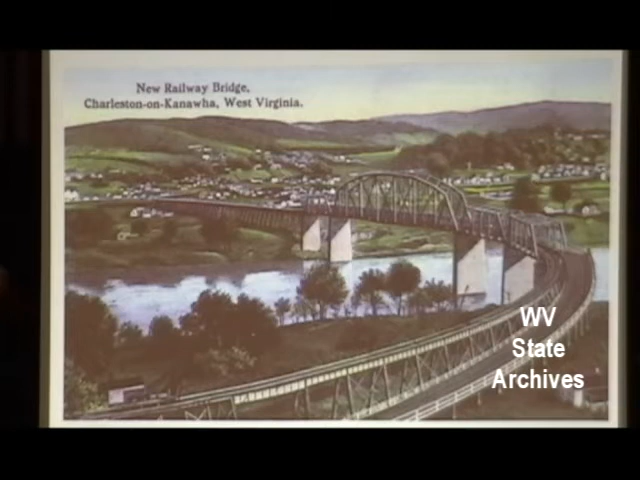 New Railway Bridge,
Charleston-on-Kanawha, West Virginia.
WV
State
Archives